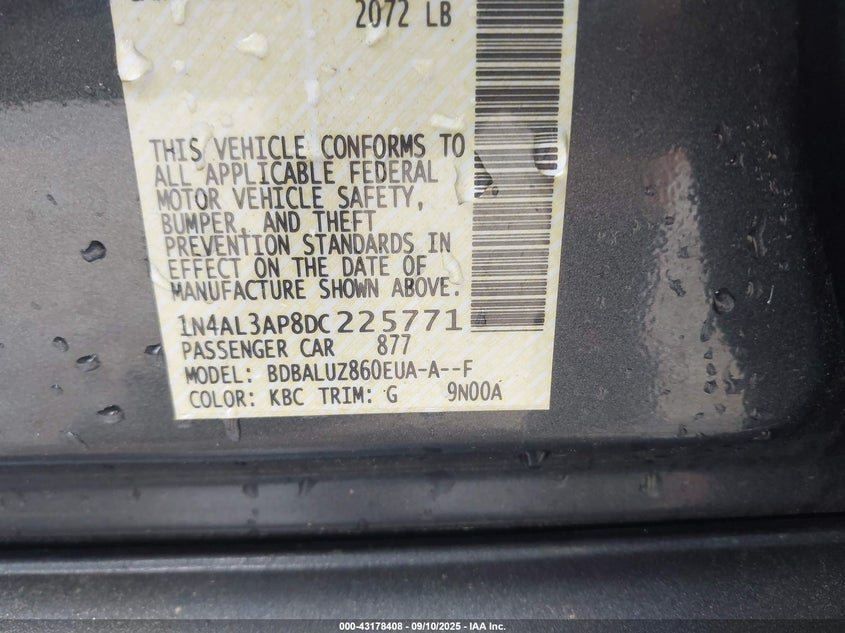 2072 LB
THIS VEHICLE CONFORMS TO
ALL APPLICABLE FEDERAL
MOTOR VEHICLE SAFETY,
BUMPER, AND THEFT
PREVENTION STANDARDS IN
EFFECT ON THE DATE OF
MANUFACTURE SHOWN ABOVE.
1N4AL3AP8DC225771
PASSENGER CAR 877
MODEL: BDBALUZ860EUA-A--F
COLOR: KBC TRIM: G 9N00A
000-43178408 - 09/10/2025 - IAA Inc.